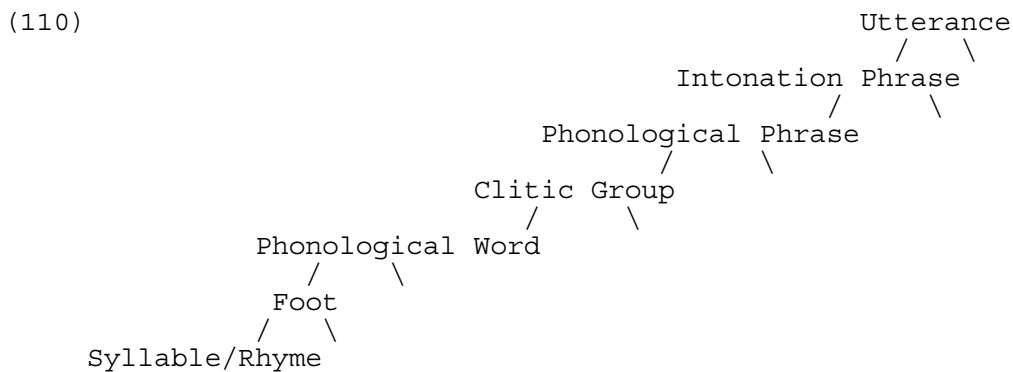 (110) Utterance
Intonation Phrase
Phonological Phrase
Clitic Group
Phonological Word
Foot
Syllable/Rhyme